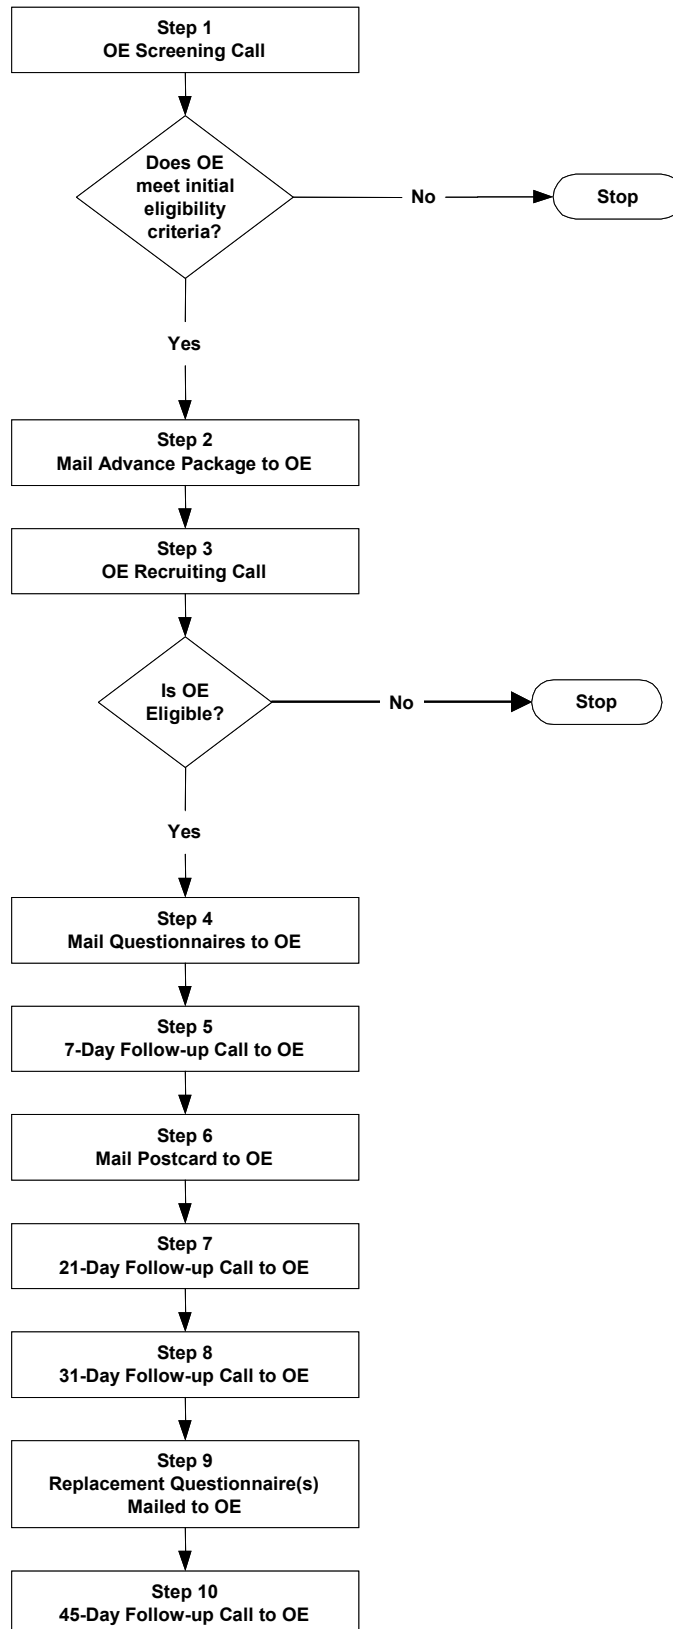 Step 1
OE Screening Call
Does OE
meet initial
eligibility
criteria?
No
Stop
Yes
Step 2
Mail Advance Package to OE
Step 3
OE Recruiting Call
Is OE
Eligible?
No
Stop
Yes
Step 4
Mail Questionnaires to OE
Step 5
7-Day Follow-up Call to OE
Step 6
Mail Postcard to OE
Step 7
21-Day Follow-up Call to OE
Step 8
31-Day Follow-up Call to OE
Step 9
Replacement Questionnaire(s)
Mailed to OE
Step 10
45-Day Follow-up Call to OE